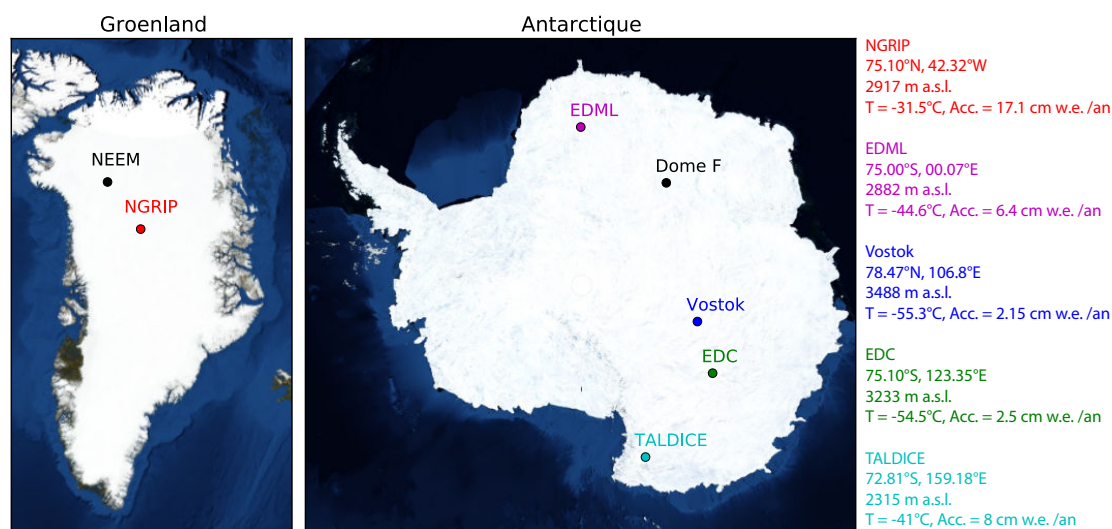 Groenland
NEEM
NGRIP
Antarctique
EDML
Dome F
Vostok
EDC
TALDICE
NGRIP
75.10°N, 42.32°W
2917 m a.s.l.
T = -31.5°C, Acc. = 17.1 cm w.e. /an
EDML
75.00°S, 00.07°E
2882 m a.s.l.
T = -44.6°C, Acc. = 6.4 cm w.e. /an
Vostok
78.47°N, 106.8°E
3488 m a.s.l.
T = -55.3°C, Acc. = 2.15 cm w.e. /an
EDC
75.10°S, 123.35°E
3233 m a.s.l.
T = -54.5°C, Acc. = 2.5 cm w.e. /an
TALDICE
72.81°S, 159.18°E
2315 m a.s.l.
T = -41°C, Acc. = 8 cm w.e. /an